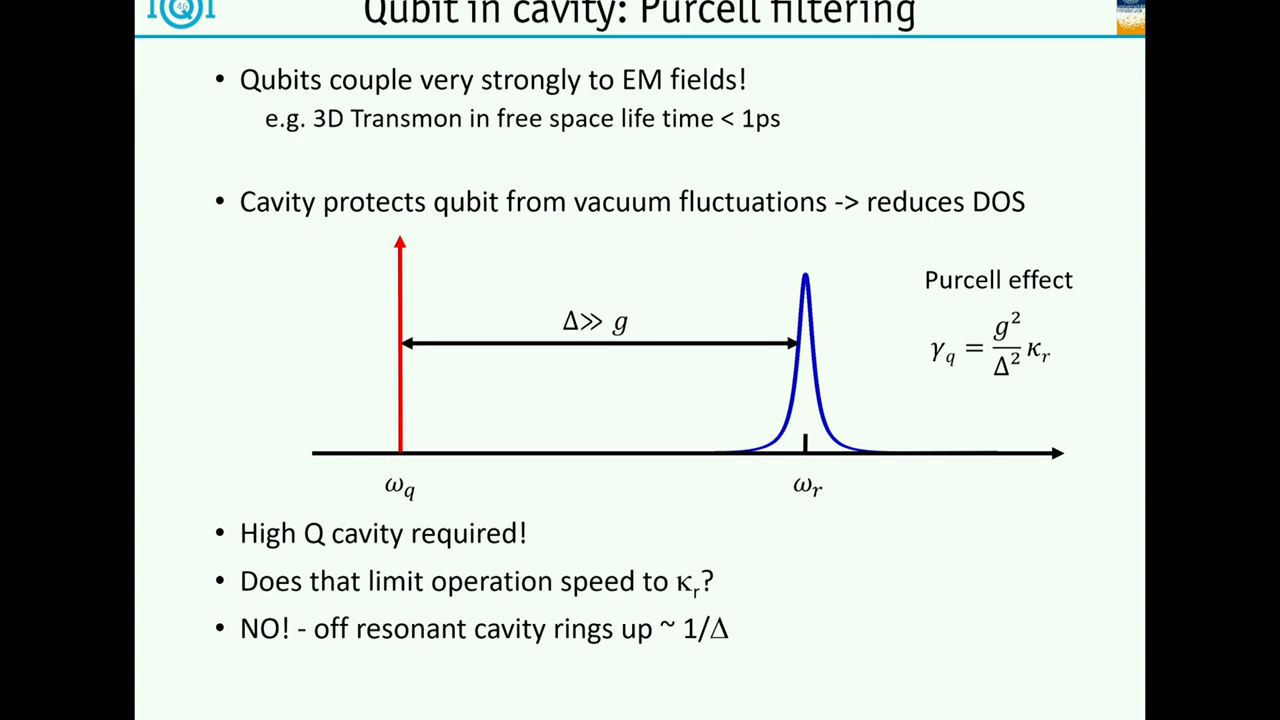 Qubit in cavity: Purcell filtering
• Qubits couple very strongly to EM fields!
e.g. 3D Transmon in free space life time < 1ps
• Cavity protects qubit from vacuum fluctuations -> reduces DOS
Purcell effect
Δ≫ g
γ_q = g²/Δ² κ_r
ω_q
ω_r
• High Q cavity required!
• Does that limit operation speed to κ_r?
• NO! - off resonant cavity rings up ~ 1/Δ